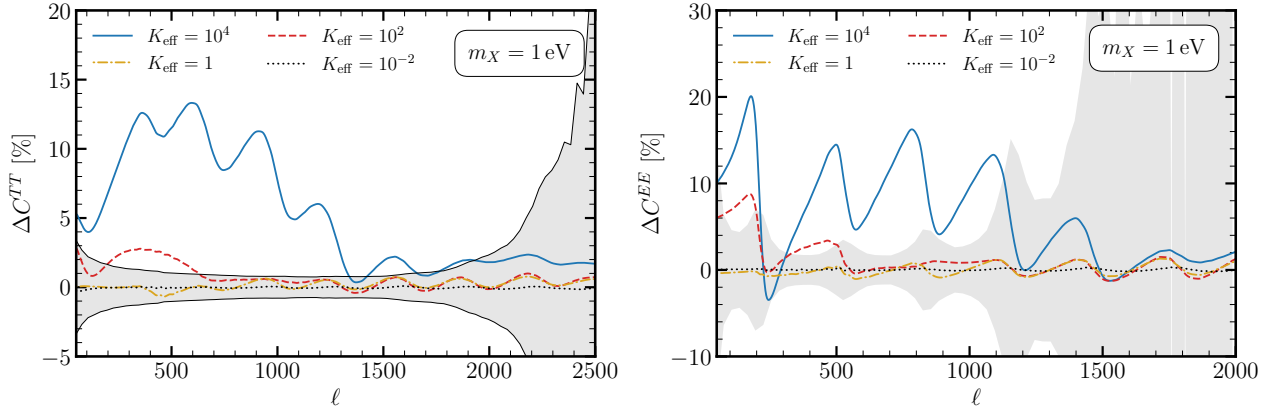 20
15
10
5
0
−5
ΔC^{TT} [%]
K_eff = 10^4
K_eff = 10^2
K_eff = 1
K_eff = 10^{−2}
m_X = 1 eV
500
1000
1500
2000
2500
ℓ
30
20
10
0
−10
ΔC^{EE} [%]
K_eff = 10^4
K_eff = 10^2
K_eff = 1
K_eff = 10^{−2}
m_X = 1 eV
500
1000
1500
2000
ℓ